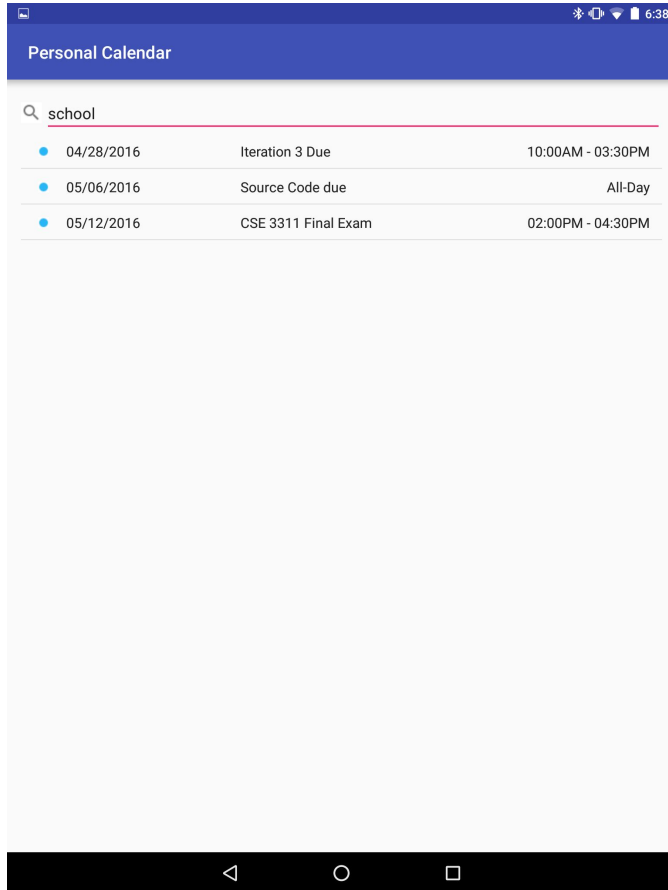 6:38
Personal Calendar
school
04/28/2016 Iteration 3 Due 10:00AM - 03:30PM
05/06/2016 Source Code due All-Day
05/12/2016 CSE 3311 Final Exam 02:00PM - 04:30PM